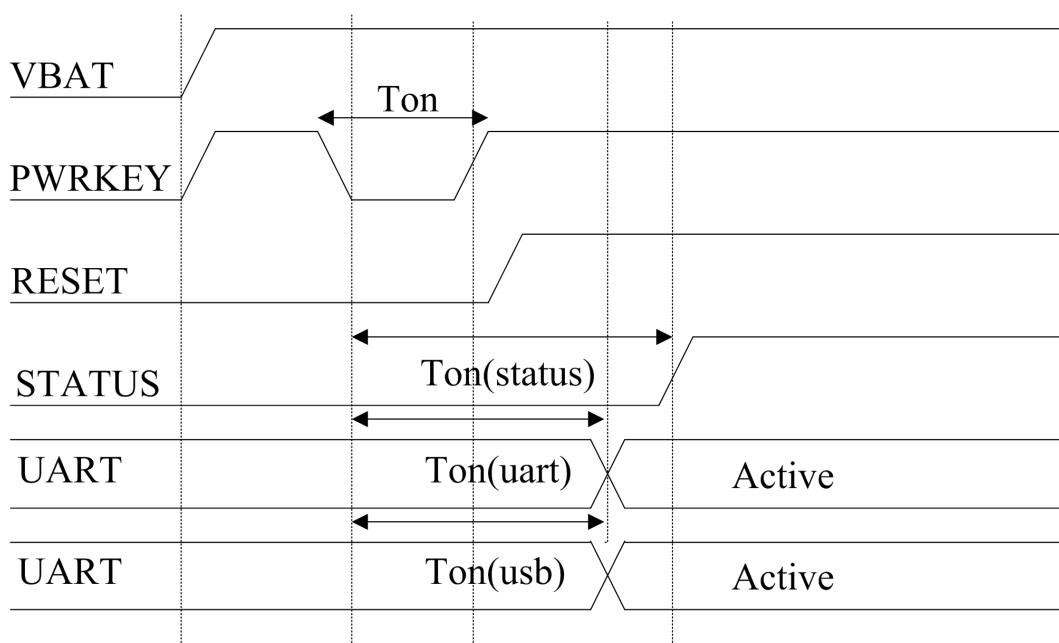 VBAT
Ton
PWRKEY
RESET
Ton(status)
STATUS
UART Ton(uart) Active
UART Ton(usb) Active